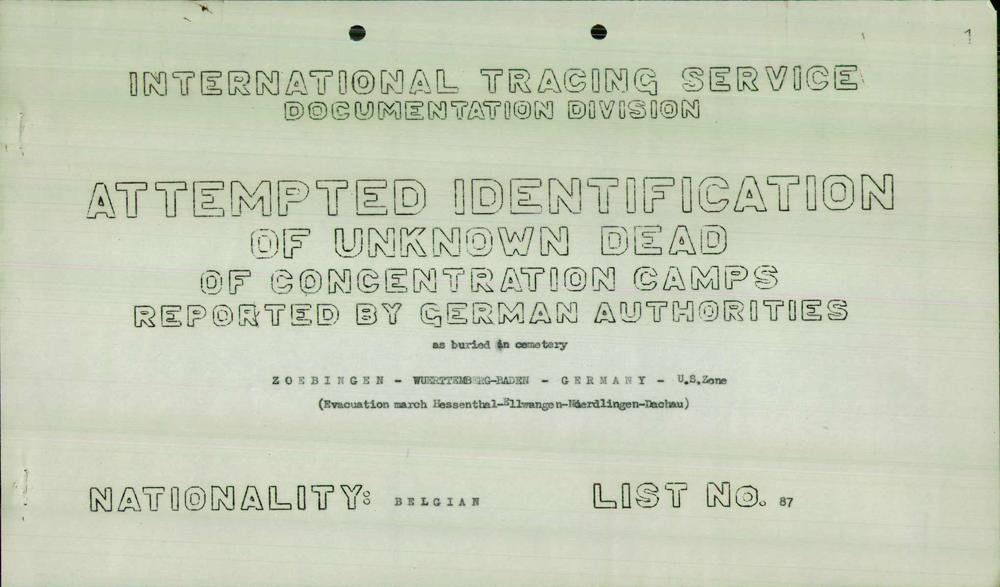 1
INTERNATIONAL TRACING SERVICE
DOCUMENTATION DIVISION
ATTEMPTED IDENTIFICATION
OF UNKNOWN DEAD
OF CONCENTRATION CAMPS
REPORTED BY GERMAN AUTHORITIES
as buried in cemetery
ZOEBINGEN - WUERTTEMBERG-BADEN - GERMANY - U.S.Zone
(Evacuation march Hessenthal-Ellwangen-Nöerdlingen-Dachau)
NATIONALITY: BELGIAN LIST No. 87